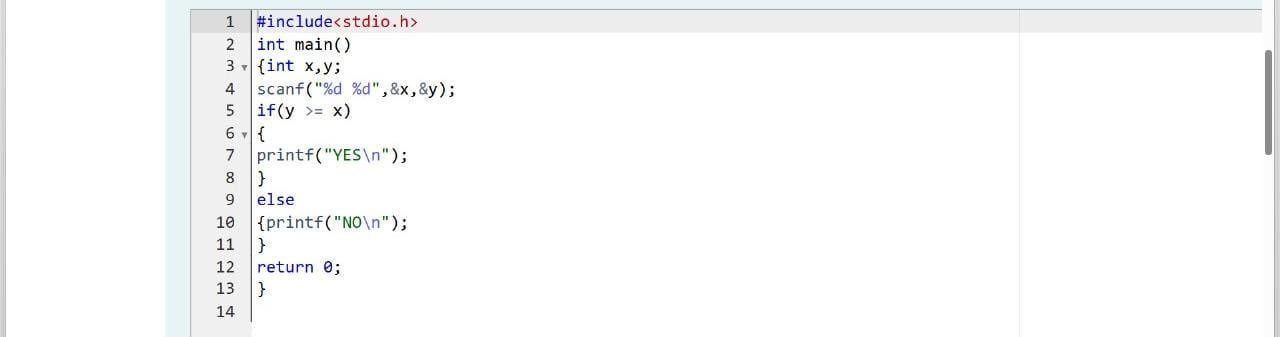 1 #include<stdio.h>
2 int main()
3 {int x,y;
4 scanf("%d %d",&x,&y);
5 if(y >= x)
6 {
7 printf("YES\n");
8 }
9 else
10 {printf("NO\n");
11 }
12 return 0;
13 }
14